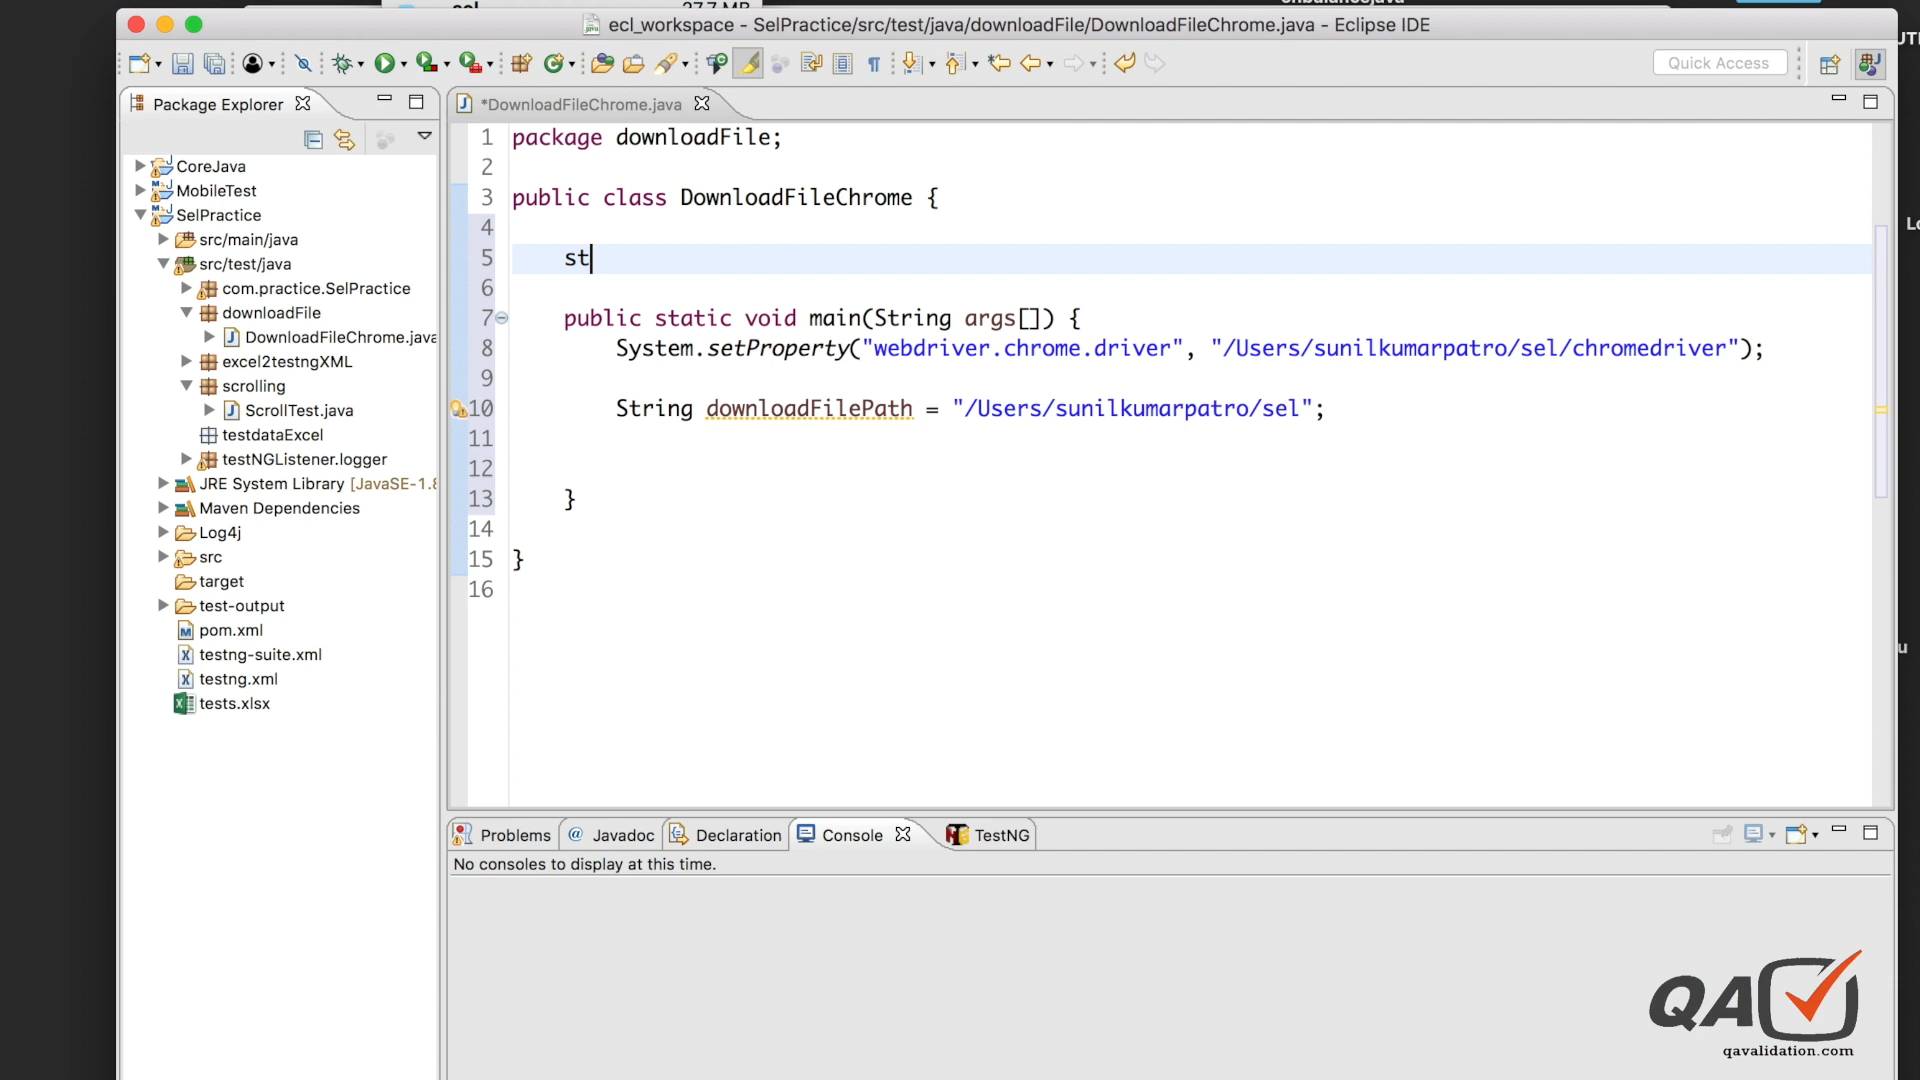 sel
27.7 MB
ecl_workspace - SelPractice/src/test/java/downloadFile/DownloadFileChrome.java - Eclipse IDE
Quick Access
Package Explorer
*DownloadFileChrome.java
CoreJava
MobileTest
SelPractice
src/main/java
src/test/java
com.practice.SelPractice
downloadFile
DownloadFileChrome.java
excel2testngXML
scrolling
ScrollTest.java
testdataExcel
testNGListener.logger
JRE System Library [JavaSE-1.8
Maven Dependencies
Log4j
src
target
test-output
pom.xml
testng-suite.xml
testng.xml
tests.xlsx
1 package downloadFile;
2
3 public class DownloadFileChrome {
4
5 st
6
7 public static void main(String args[]) {
8 System.setProperty("webdriver.chrome.driver", "/Users/sunilkumarpatro/sel/chromedriver");
9
10 String downloadFilePath = "/Users/sunilkumarpatro/sel";
11
12
13 }
14
15 }
16
Problems @ Javadoc Declaration Console TestNG
No consoles to display at this time.
QA
qavalidation.com